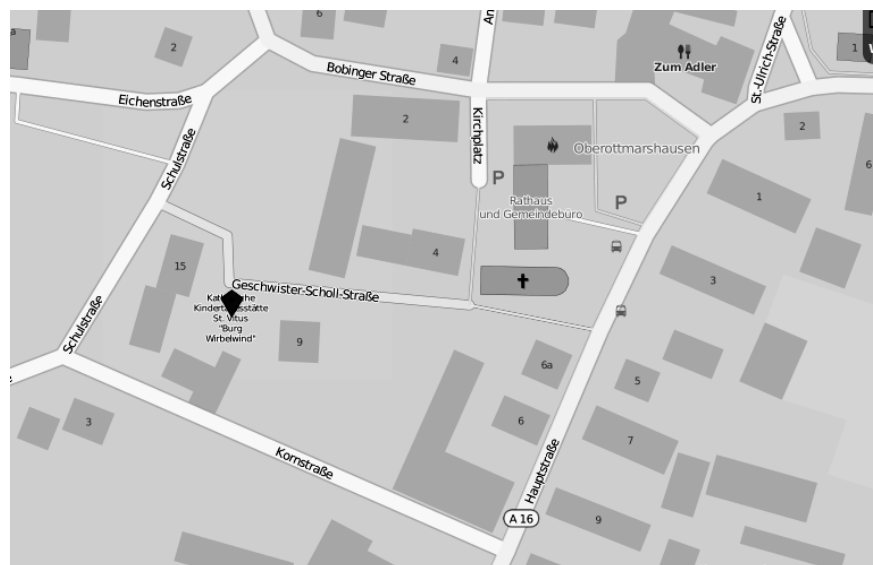 a
2
6
4
An
Zum Adler
St.-Ulrich-Straße
1
Bobinger Straße
Eichenstraße
2
Kirchplatz
2
Schulstraße
Oberottmarshausen
6
P
P
1
Rathaus
und Gemeindebüro
4
15
3
Geschwister-Scholl-Straße
Kindertagesstätte
St. Vitus
"Burg
Wirbelwind"
9
Schulstraße
6a
5
3
6
7
Kornstraße
Hauptstraße
A 16
9